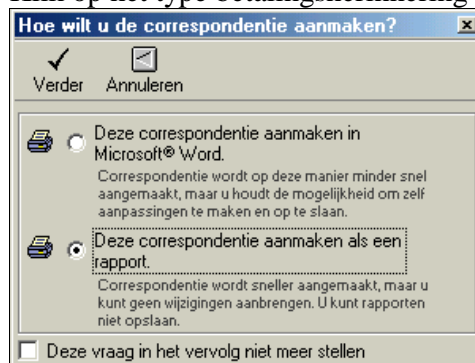 Hoe wilt u de correspondentie aanmaken?
Verder Annuleren
Deze correspondentie aanmaken in
Microsoft® Word.
Correspondentie wordt op deze manier minder snel
aangemaakt, maar u houdt de mogelijkheid om zelf
aanpassingen te maken en op te slaan.
Deze correspondentie aanmaken als een
rapport.
Correspondentie wordt sneller aangemaakt, maar u
kunt geen wijzigingen aanbrengen. U kunt rapporten
niet opslaan.
Deze vraag in het vervolg niet meer stellen